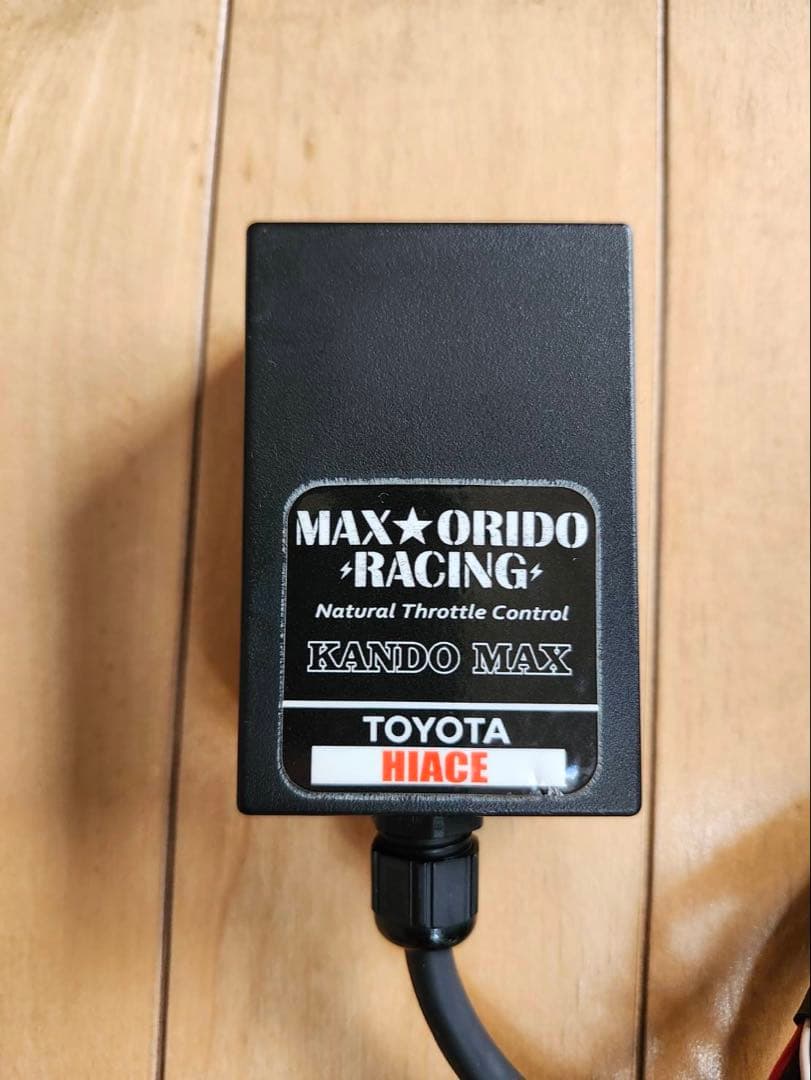 MAX★ORIDO
RACING
Natural Throttle Control
KANDO MAX
TOYOTA
HIACE